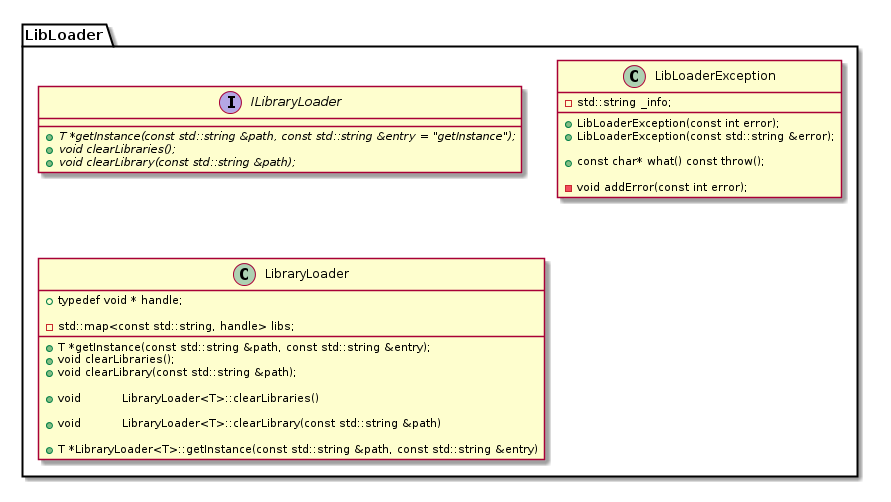 LibLoader
I ILibraryLoader
T *getInstance(const std::string &path, const std::string &entry = "getInstance");
void clearLibraries();
void clearLibrary(const std::string &path);
C LibLoaderException
std::string _info;
LibLoaderException(const int error);
LibLoaderException(const std::string &error);
const char* what() const throw();
void addError(const int error);
C LibraryLoader
typedef void * handle;
std::map<const std::string, handle> libs;
T *getInstance(const std::string &path, const std::string &entry);
void clearLibraries();
void clearLibrary(const std::string &path);
void LibraryLoader<T>::clearLibraries()
void LibraryLoader<T>::clearLibrary(const std::string &path)
T *LibraryLoader<T>::getInstance(const std::string &path, const std::string &entry)